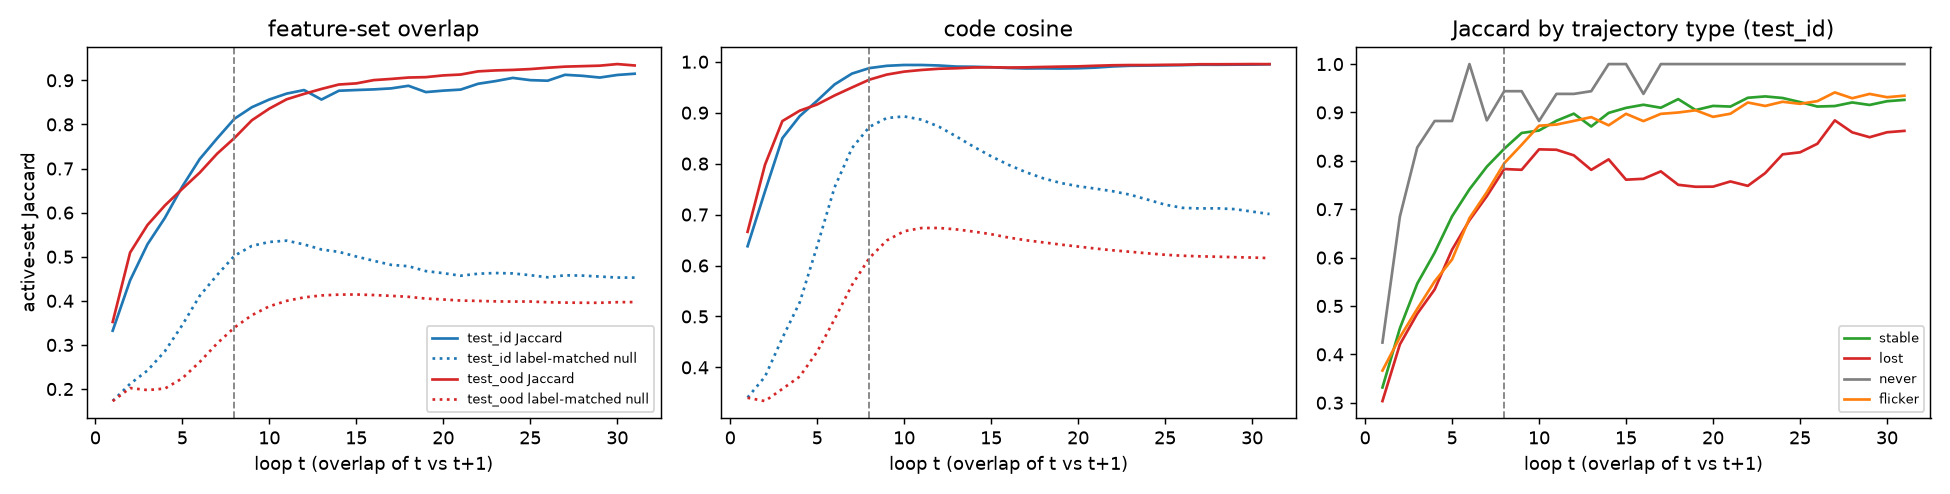 feature-set overlap
active-set Jaccard
0.9
0.8
0.7
0.6
0.5
0.4
0.3
0.2
0
5
10
15
20
25
30
loop t (overlap of t vs t+1)
test_id Jaccard
test_id label-matched null
test_ood Jaccard
test_ood label-matched null
code cosine
1.0
0.9
0.8
0.7
0.6
0.5
0.4
0
5
10
15
20
25
30
loop t (overlap of t vs t+1)
Jaccard by trajectory type (test_id)
1.0
0.9
0.8
0.7
0.6
0.5
0.4
0.3
0
5
10
15
20
25
30
loop t (overlap of t vs t+1)
stable
lost
never
flicker